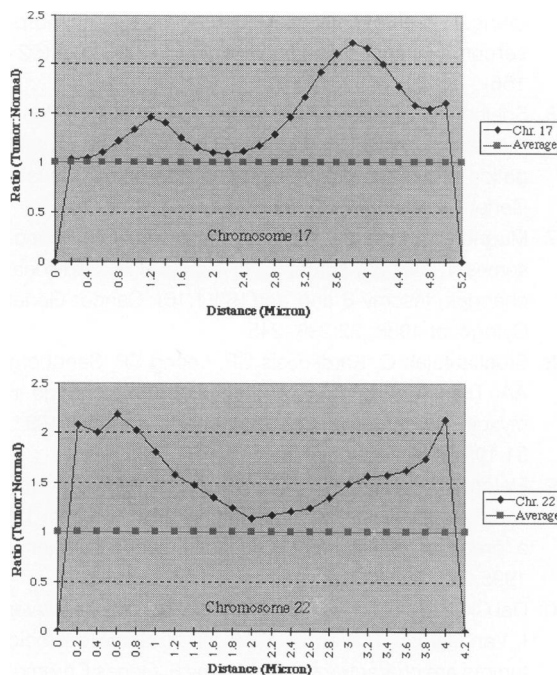 2.5
2
1.5
1
0.5
0
Ratio (Tumor:Normal)
Chromosome 17
0 0.4 0.8 1.2 1.6 2 2.4 2.8 3.2 3.6 4 4.4 4.8 5.2
Distance (Micron)
Chr. 17
Average
2.5
2
1.5
1
0.5
0
Ratio (Tumor:Normal)
Chromosome 22
0 0.2 0.4 0.6 0.8 1 1.2 1.4 1.6 1.8 2 2.2 2.4 2.6 2.8 3 3.2 3.4 3.6 3.8 4 4.2
Distance (Micron)
Chr. 22
Average